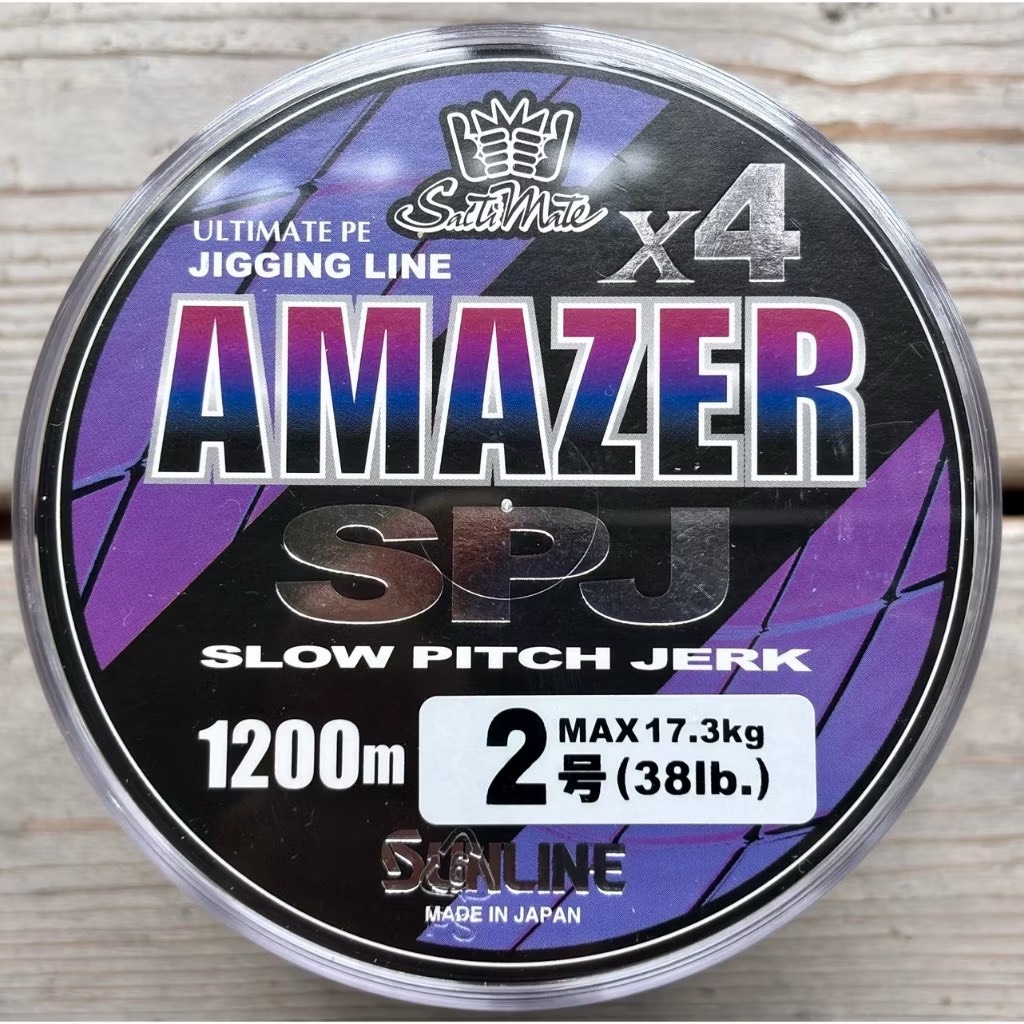 SaltiMate
ULTIMATE PE
x4
JIGGING LINE
AMAZER
SPJ
SLOW PITCH JERK
1200m
2号 MAX 17.3kg (38lb.)
SUNLINE
MADE IN JAPAN
PS